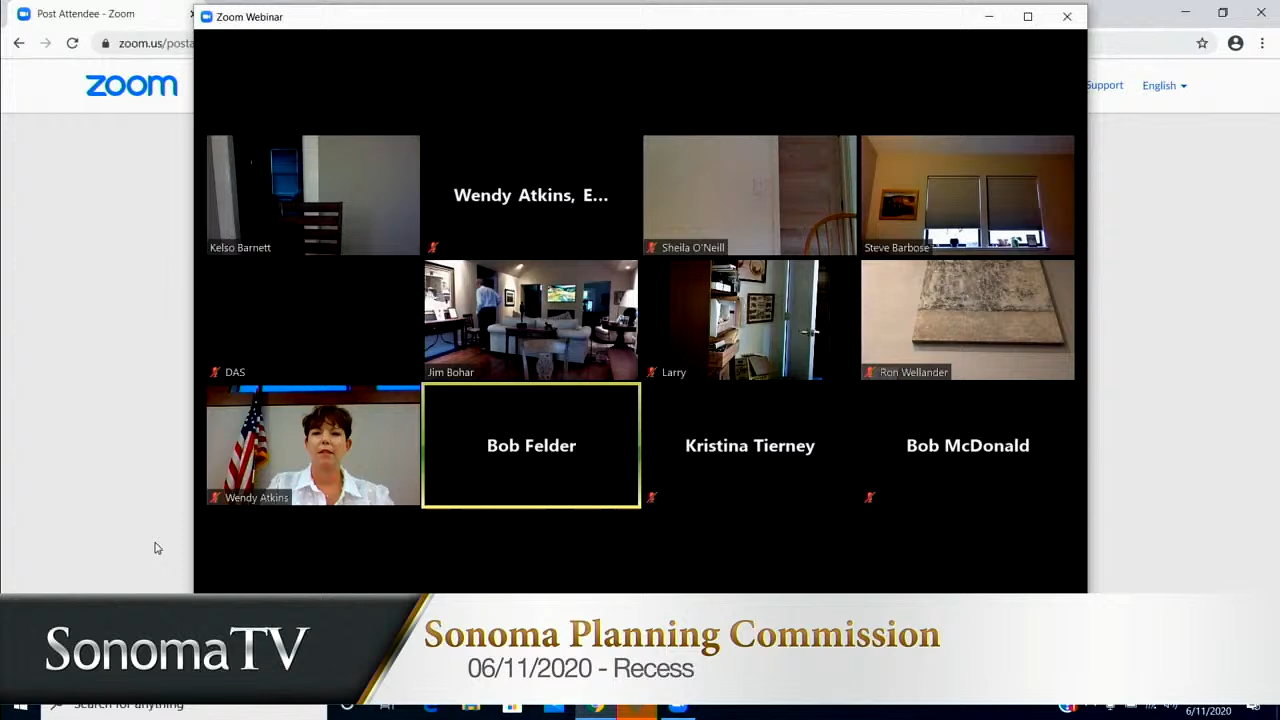 Post Attendee - Zoom
Zoom Webinar
zoom.us/posta
zoom
Support
English
Kelso Barnett
Wendy Atkins, E...
Sheila O'Neill
Steve Barbose
DAS
Jim Bohar
Larry
Ron Wellander
Wendy Atkins
Bob Felder
Kristina Tierney
Bob McDonald
SonomaTV
Sonoma Planning Commission
06/11/2020 - Recess
Search for anything
6/11/2020